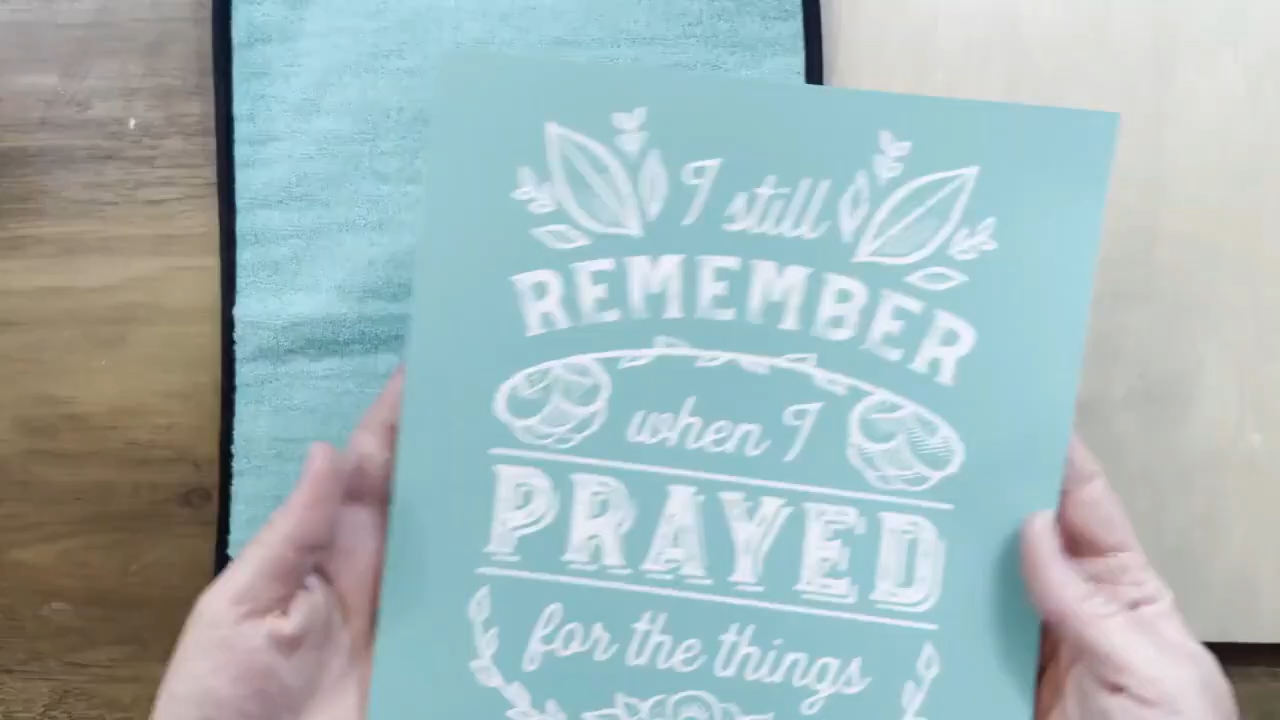 I still
REMEMBER
when I
PRAYED
for the things